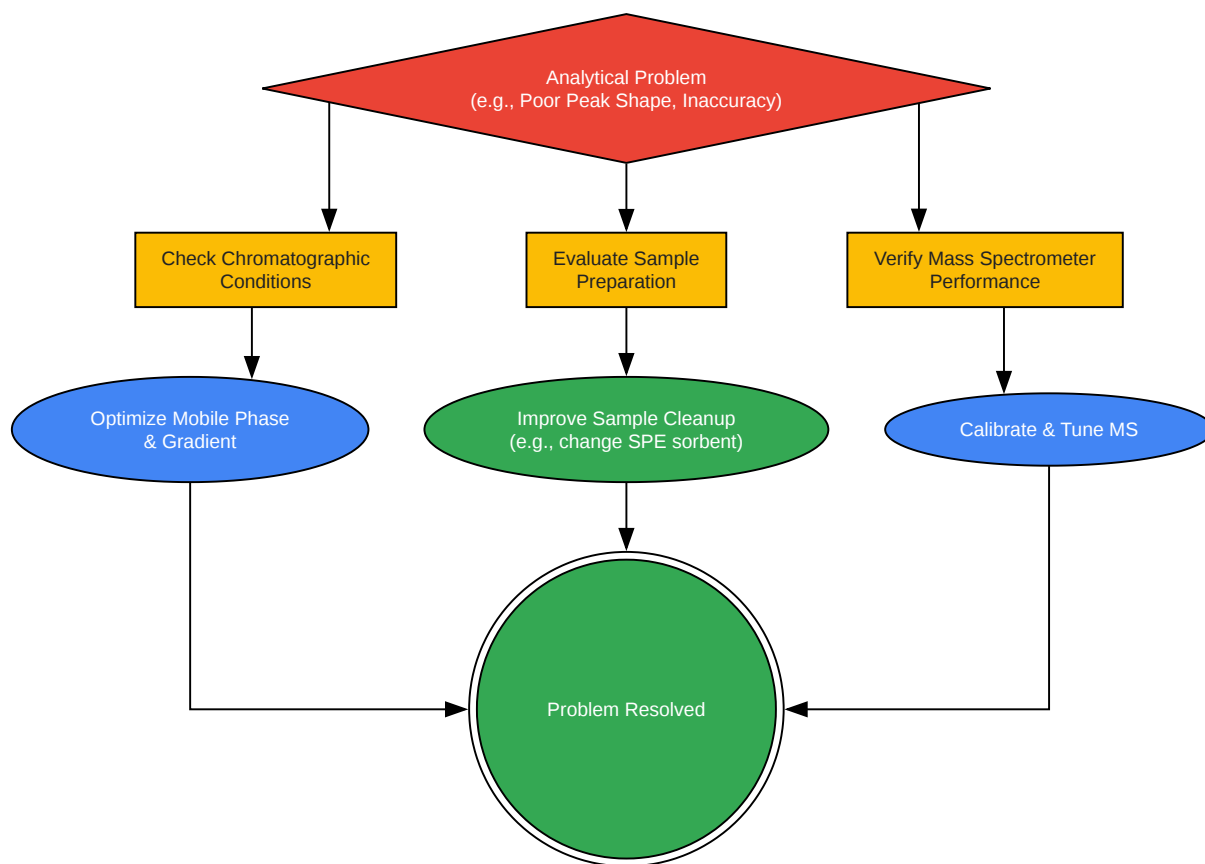 Analytical Problem
(e.g., Poor Peak Shape, Inaccuracy)
Check Chromatographic
Conditions
Evaluate Sample
Preparation
Verify Mass Spectrometer
Performance
Optimize Mobile Phase
& Gradient
Improve Sample Cleanup
(e.g., change SPE sorbent)
Calibrate & Tune MS
Problem Resolved